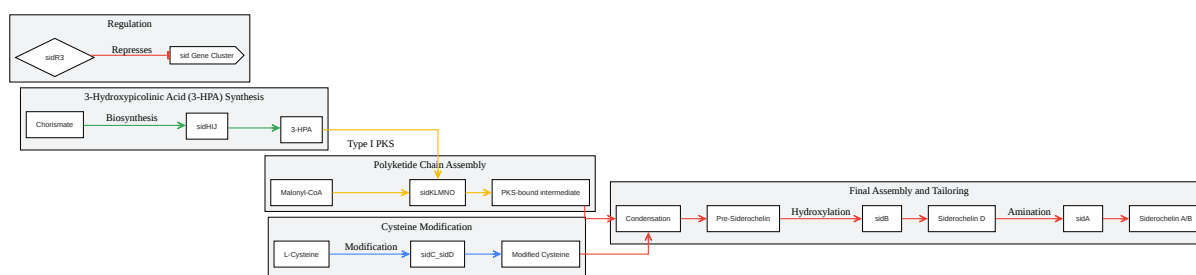 Regulation
sidR3
Represses
sid Gene Cluster
3-Hydroxypicolinic Acid (3-HPA) Synthesis
Chorismate
Biosynthesis
sidHIJ
3-HPA
Type I PKS
Polyketide Chain Assembly
Malonyl-CoA
sidKLMNO
PKS-bound intermediate
Cysteine Modification
L-Cysteine
Modification
sidC_sidD
Modified Cysteine
Final Assembly and Tailoring
Condensation
Pre-Siderochelin
Hydroxylation
sidB
Siderochelin D
Amination
sidA
Siderochelin A/B